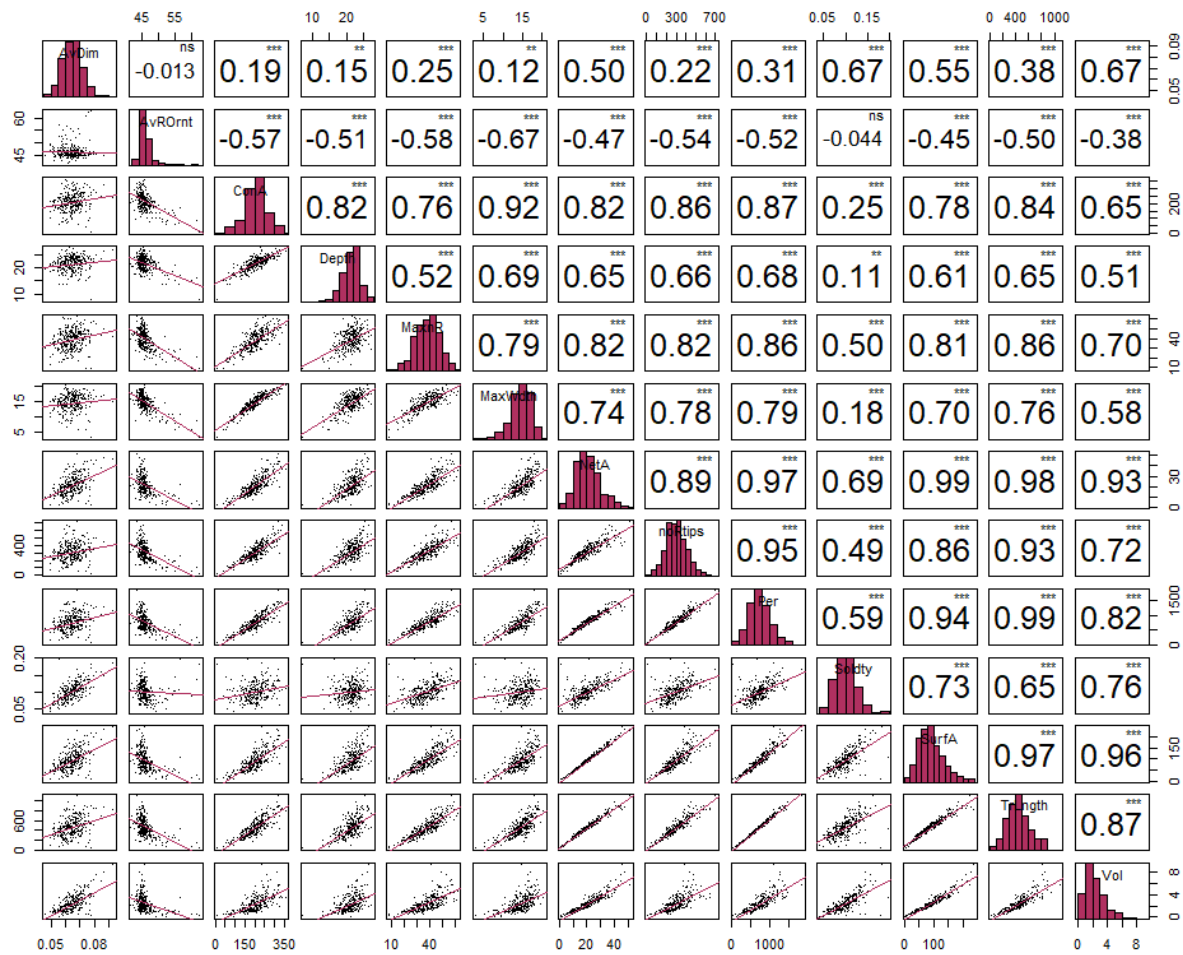 45 55 10 20 5 15 0 300 700 0.05 0.15 0 400 1000
AvDim ns -0.013 *** 0.19 ** 0.15 *** 0.25 ** 0.12 *** 0.50 *** 0.22 *** 0.31 *** 0.67 *** 0.55 *** 0.38 *** 0.67 0.05 0.09
45 60 AvROrnt *** -0.57 *** -0.51 *** -0.58 *** -0.67 *** -0.47 *** -0.54 *** -0.52 ns -0.044 *** -0.45 *** -0.50 *** -0.38
ConA *** 0.82 *** 0.76 *** 0.92 *** 0.82 *** 0.86 *** 0.87 *** 0.25 *** 0.78 *** 0.84 *** 0.65 0 200
10 20 Depth *** 0.52 *** 0.69 *** 0.65 *** 0.66 *** 0.68 ** 0.11 *** 0.61 *** 0.65 *** 0.51
MaxnR *** 0.79 *** 0.82 *** 0.82 *** 0.86 *** 0.50 *** 0.81 *** 0.86 *** 0.70 10 40
5 15 MaxWdth *** 0.74 *** 0.78 *** 0.79 *** 0.18 *** 0.70 *** 0.76 *** 0.58
NetA *** 0.89 *** 0.97 *** 0.69 *** 0.99 *** 0.98 *** 0.93 0 30
0 400 noRtips *** 0.95 *** 0.49 *** 0.86 *** 0.93 *** 0.72
Per *** 0.59 *** 0.94 *** 0.99 *** 0.82 0 1500
0.05 0.20 Soldty *** 0.73 *** 0.65 *** 0.76
SurfA *** 0.97 *** 0.96 0 150
0 600 TLength *** 0.87
Vol 0 4 8
0.05 0.08 0 150 350 10 40 0 20 40 0 1000 0 100 0 4 8